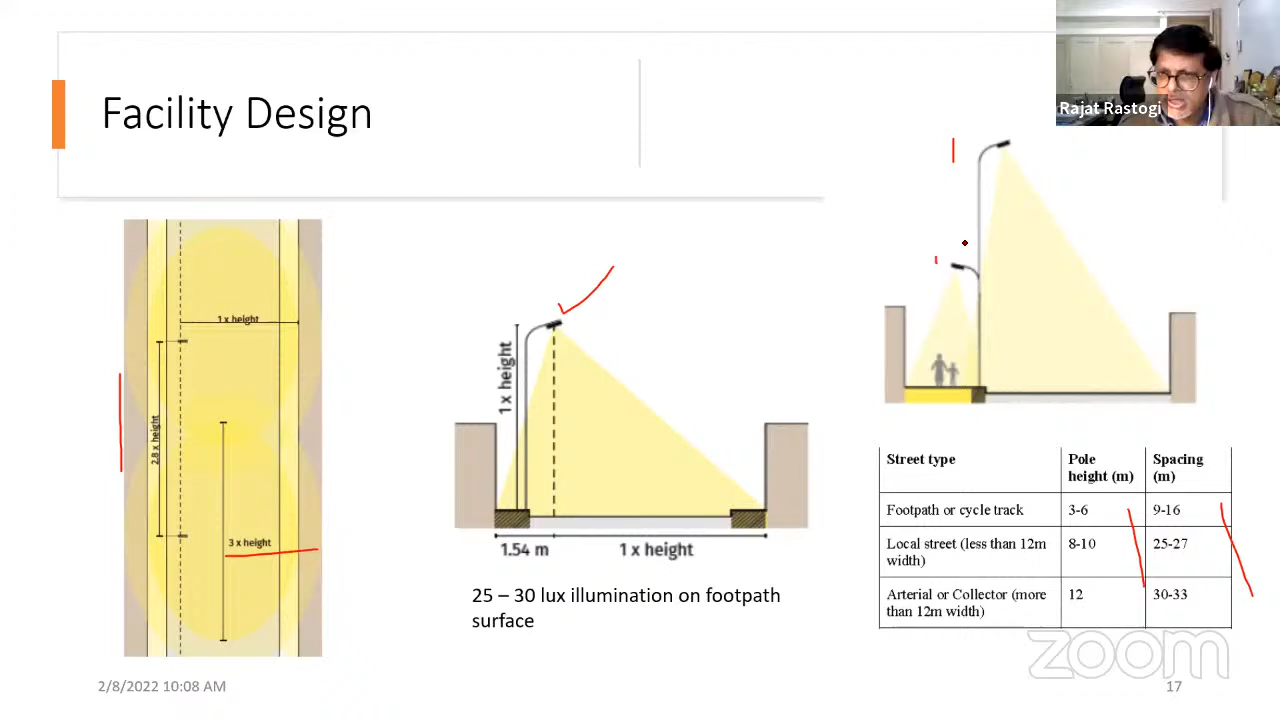 Rajat Rastogi
Facility Design
1 x height
2.8 x height
3 x height
1 x height
1.54 m
1 x height
25 – 30 lux illumination on footpath
surface
Street type
Pole
height (m)
Spacing
(m)
Footpath or cycle track
3-6
9-16
Local street (less than 12m
width)
8-10
25-27
Arterial or Collector (more
than 12m width)
12
30-33
zoom
2/8/2022 10:08 AM
17